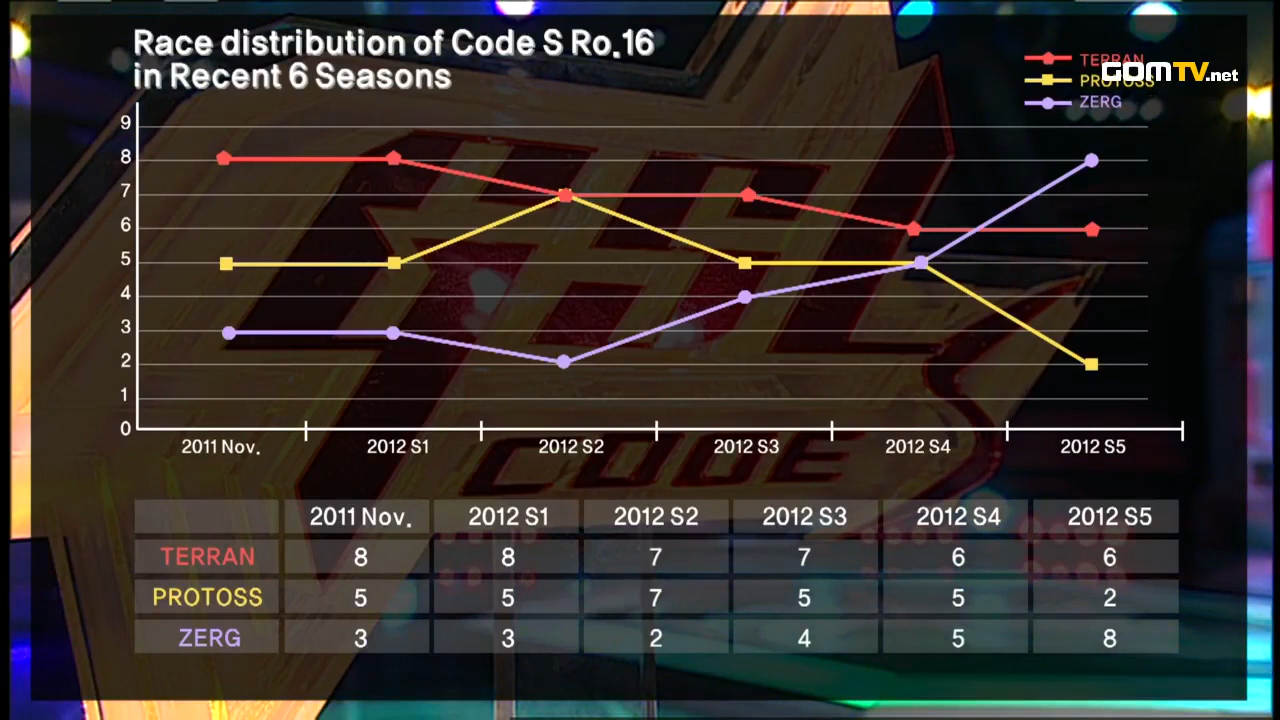 Race distribution of Code S Ro.16
in Recent 6 Seasons
TERRAN
GOMTV.net
PROTOSS
ZERG
9
8
7
6
5
4
3
2
1
0
2011 Nov. 2012 S1 2012 S2 2012 S3 2012 S4 2012 S5
CODE
2011 Nov. 2012 S1 2012 S2 2012 S3 2012 S4 2012 S5
TERRAN 8 8 7 7 6 6
PROTOSS 5 5 7 5 5 2
ZERG 3 3 2 4 5 8